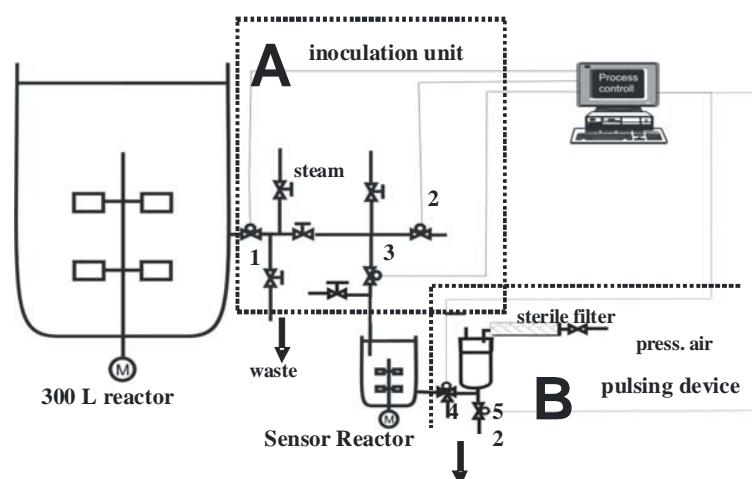 A inoculation unit
Process
controll
steam
2
1
3
sterile filter
press. air
waste
M
300 L reactor
B pulsing device
4
5
M
Sensor Reactor
2